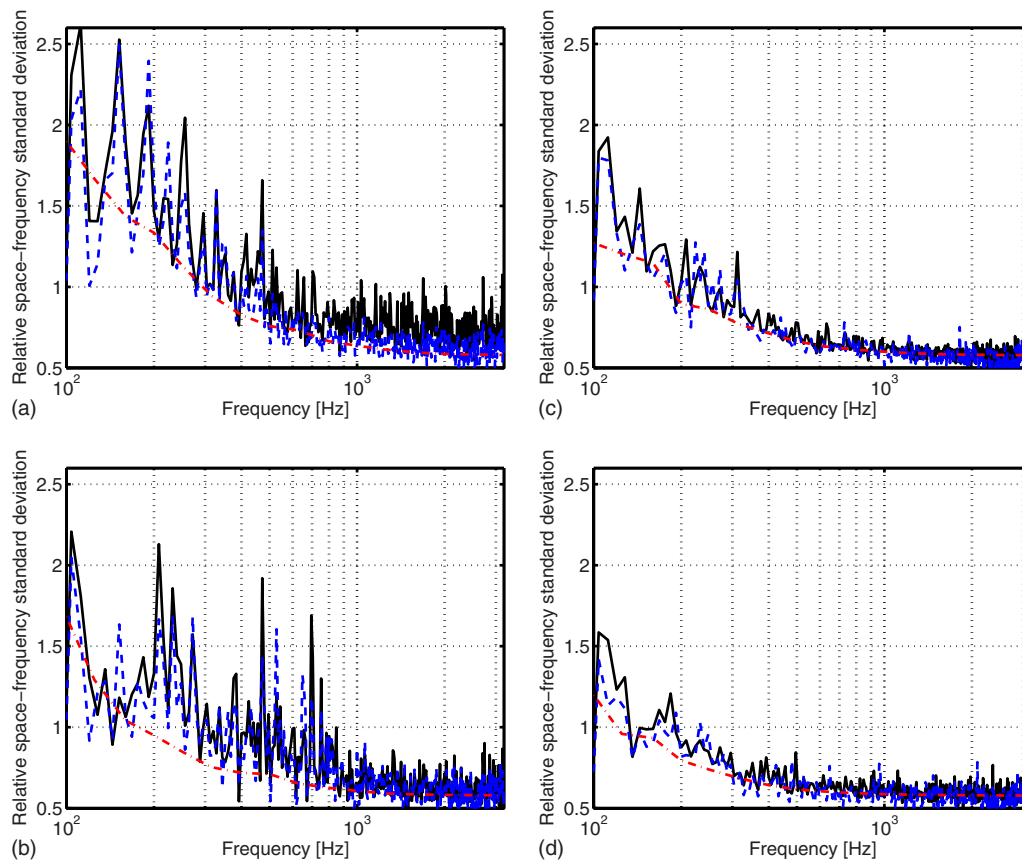 Relative space-frequency standard deviation
2.5
2
1.5
1
0.5
10^2
10^3
Frequency [Hz]
(a)
Relative space-frequency standard deviation
2.5
2
1.5
1
0.5
10^2
10^3
Frequency [Hz]
(c)
Relative space-frequency standard deviation
2.5
2
1.5
1
0.5
10^2
10^3
Frequency [Hz]
(b)
Relative space-frequency standard deviation
2.5
2
1.5
1
0.5
10^2
10^3
Frequency [Hz]
(d)